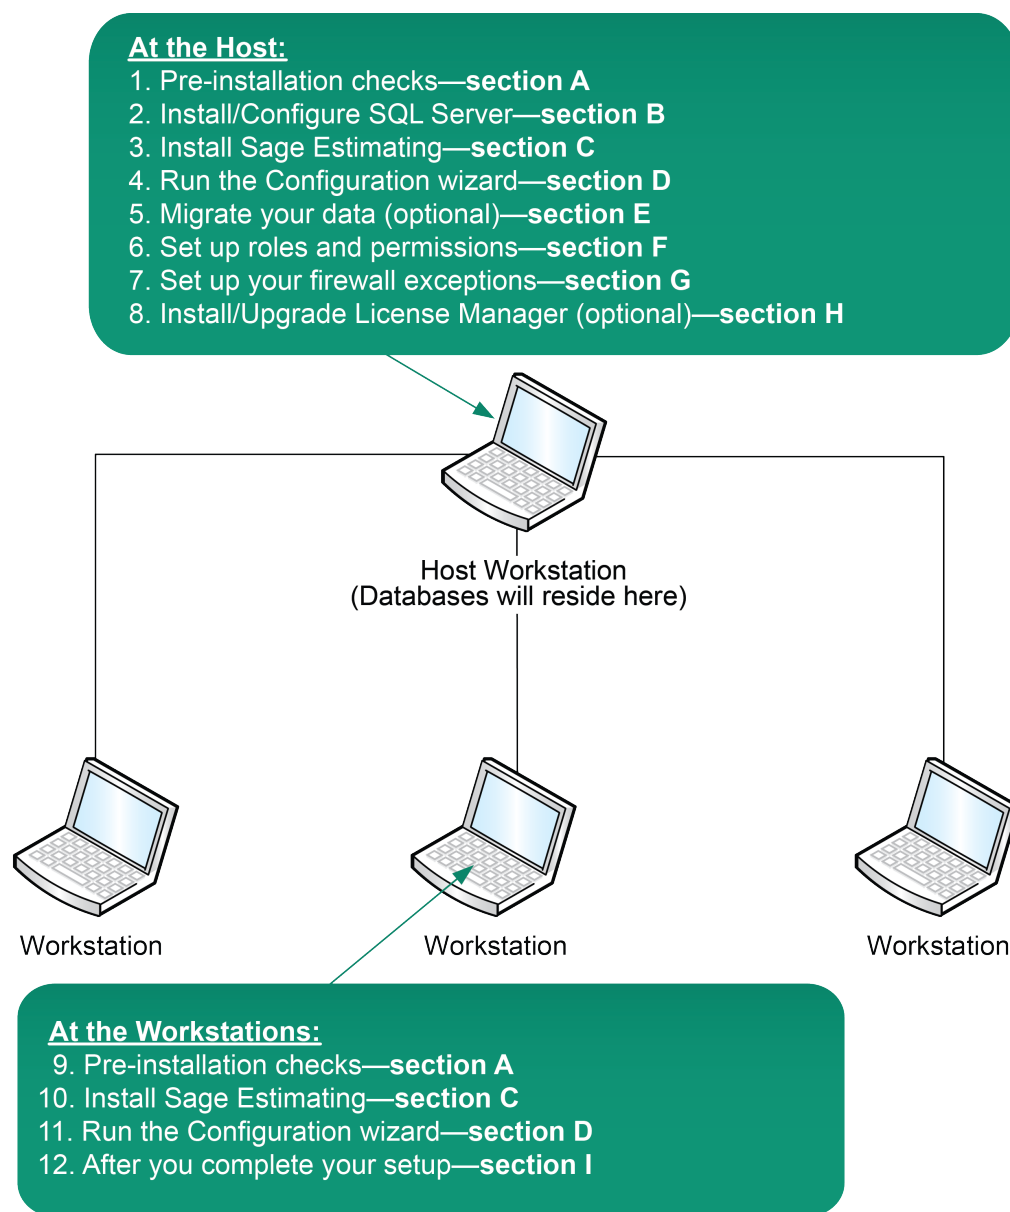 At the Host:
1. Pre-installation checks—section A
2. Install/Configure SQL Server—section B
3. Install Sage Estimating—section C
4. Run the Configuration wizard—section D
5. Migrate your data (optional)—section E
6. Set up roles and permissions—section F
7. Set up your firewall exceptions—section G
8. Install/Upgrade License Manager (optional)—section H
Host Workstation
(Databases will reside here)
Workstation
Workstation
Workstation
At the Workstations:
9. Pre-installation checks—section A
10. Install Sage Estimating—section C
11. Run the Configuration wizard—section D
12. After you complete your setup—section I